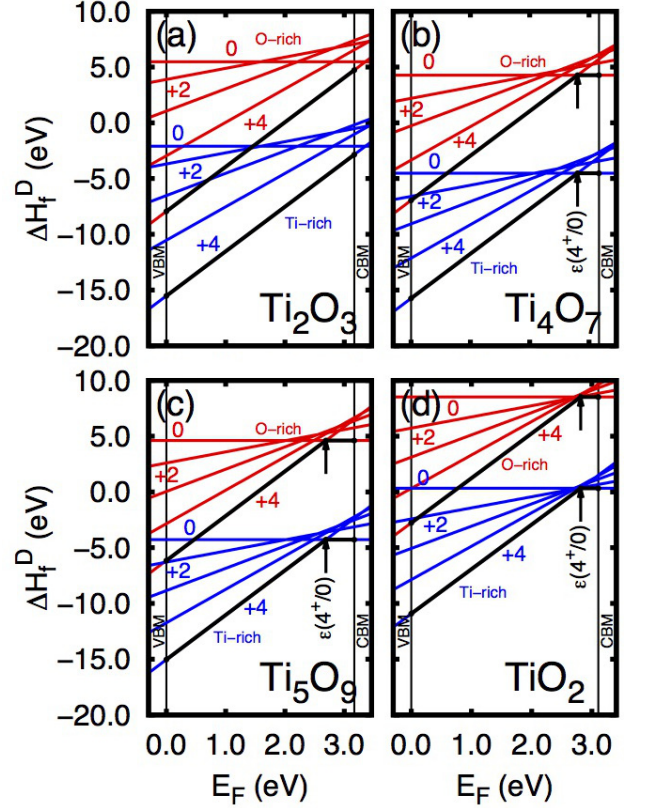 10.0
5.0
0.0
−5.0
−10.0
−15.0
−20.0
ΔH_f^D (eV)
(a)
0
O−rich
+2
+4
0
+2
+4
Ti−rich
VBM
CBM
Ti₂O₃
(b)
0
O−rich
+2
+4
0
+2
+4
Ti−rich
ε(4⁺/0)
VBM
CBM
Ti₄O₇
10.0
5.0
0.0
−5.0
−10.0
−15.0
−20.0
ΔH_f^D (eV)
(c)
0
O−rich
+2
+4
0
+2
+4
Ti−rich
ε(4⁺/0)
VBM
CBM
Ti₅O₉
(d)
0
+2
+4
O−rich
0
+2
+4
Ti−rich
ε(4⁺/0)
VBM
CBM
TiO₂
0.0 1.0 2.0 3.0
0.0 1.0 2.0 3.0
E_F (eV)
E_F (eV)